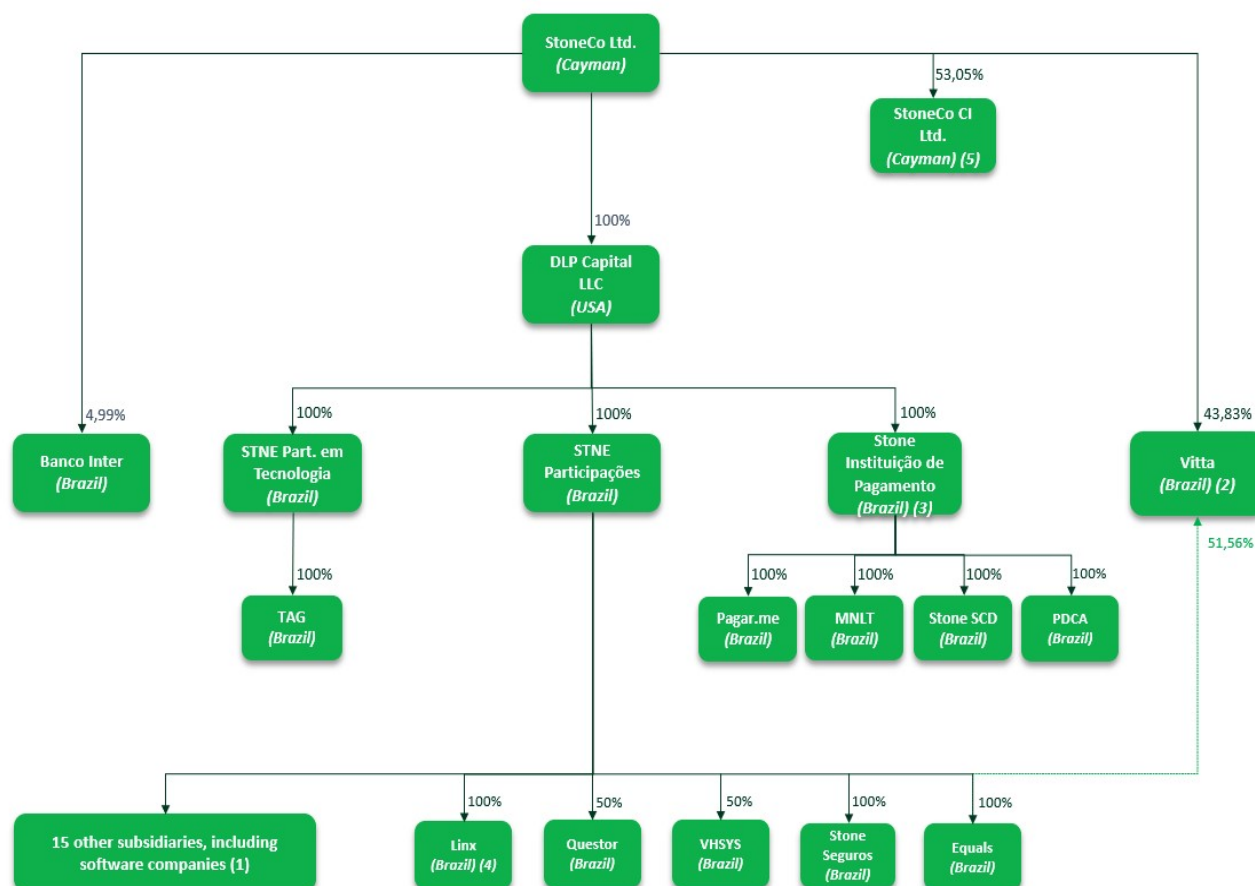 StoneCo Ltd.
(Cayman)
53,05%
StoneCo CI
Ltd.
(Cayman) (5)
100%
DLP Capital
LLC
(USA)
4,99%
100%
100%
100%
43,83%
Banco Inter
(Brazil)
STNE Part. em
Tecnologia
(Brazil)
STNE
Participações
(Brazil)
Stone
Instituição de
Pagamento
(Brazil) (3)
Vitta
(Brazil) (2)
51,56%
100%
TAG
(Brazil)
100%
100%
100%
100%
Pagar.me
(Brazil)
MNLT
(Brazil)
Stone SCD
(Brazil)
PDCA
(Brazil)
100%
50%
50%
100%
100%
15 other subsidiaries, including
software companies (1)
Linx
(Brazil) (4)
Questor
(Brazil)
VHSYS
(Brazil)
Stone
Seguros
(Brazil)
Equals
(Brazil)